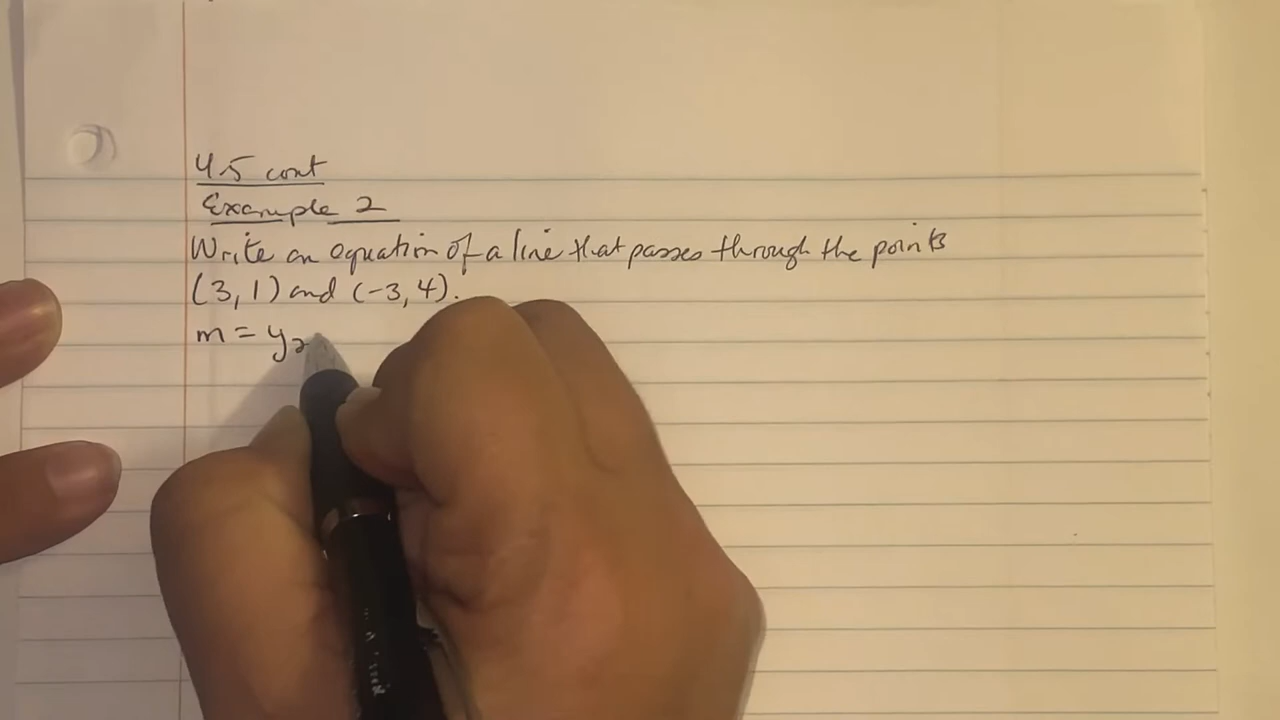 4.5 cont
Example 2
Write an equation of a line that passes through the points
(3, 1) and (-3, 4).
m = y₂